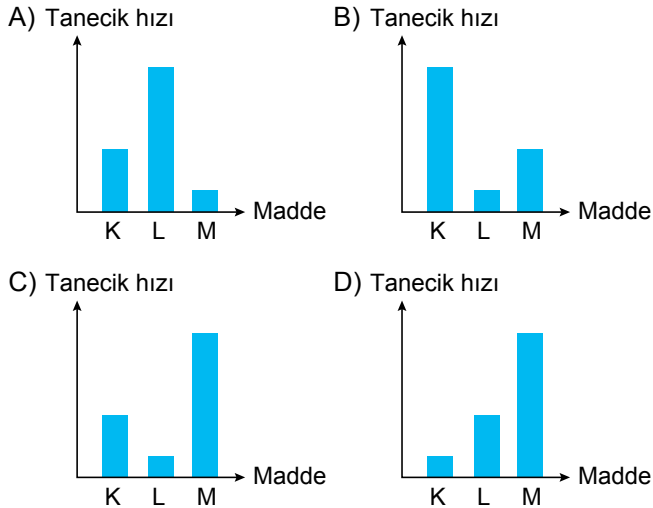 A) Tanecik hızı
Madde
K L M
B) Tanecik hızı
Madde
K L M
C) Tanecik hızı
Madde
K L M
D) Tanecik hızı
Madde
K L M